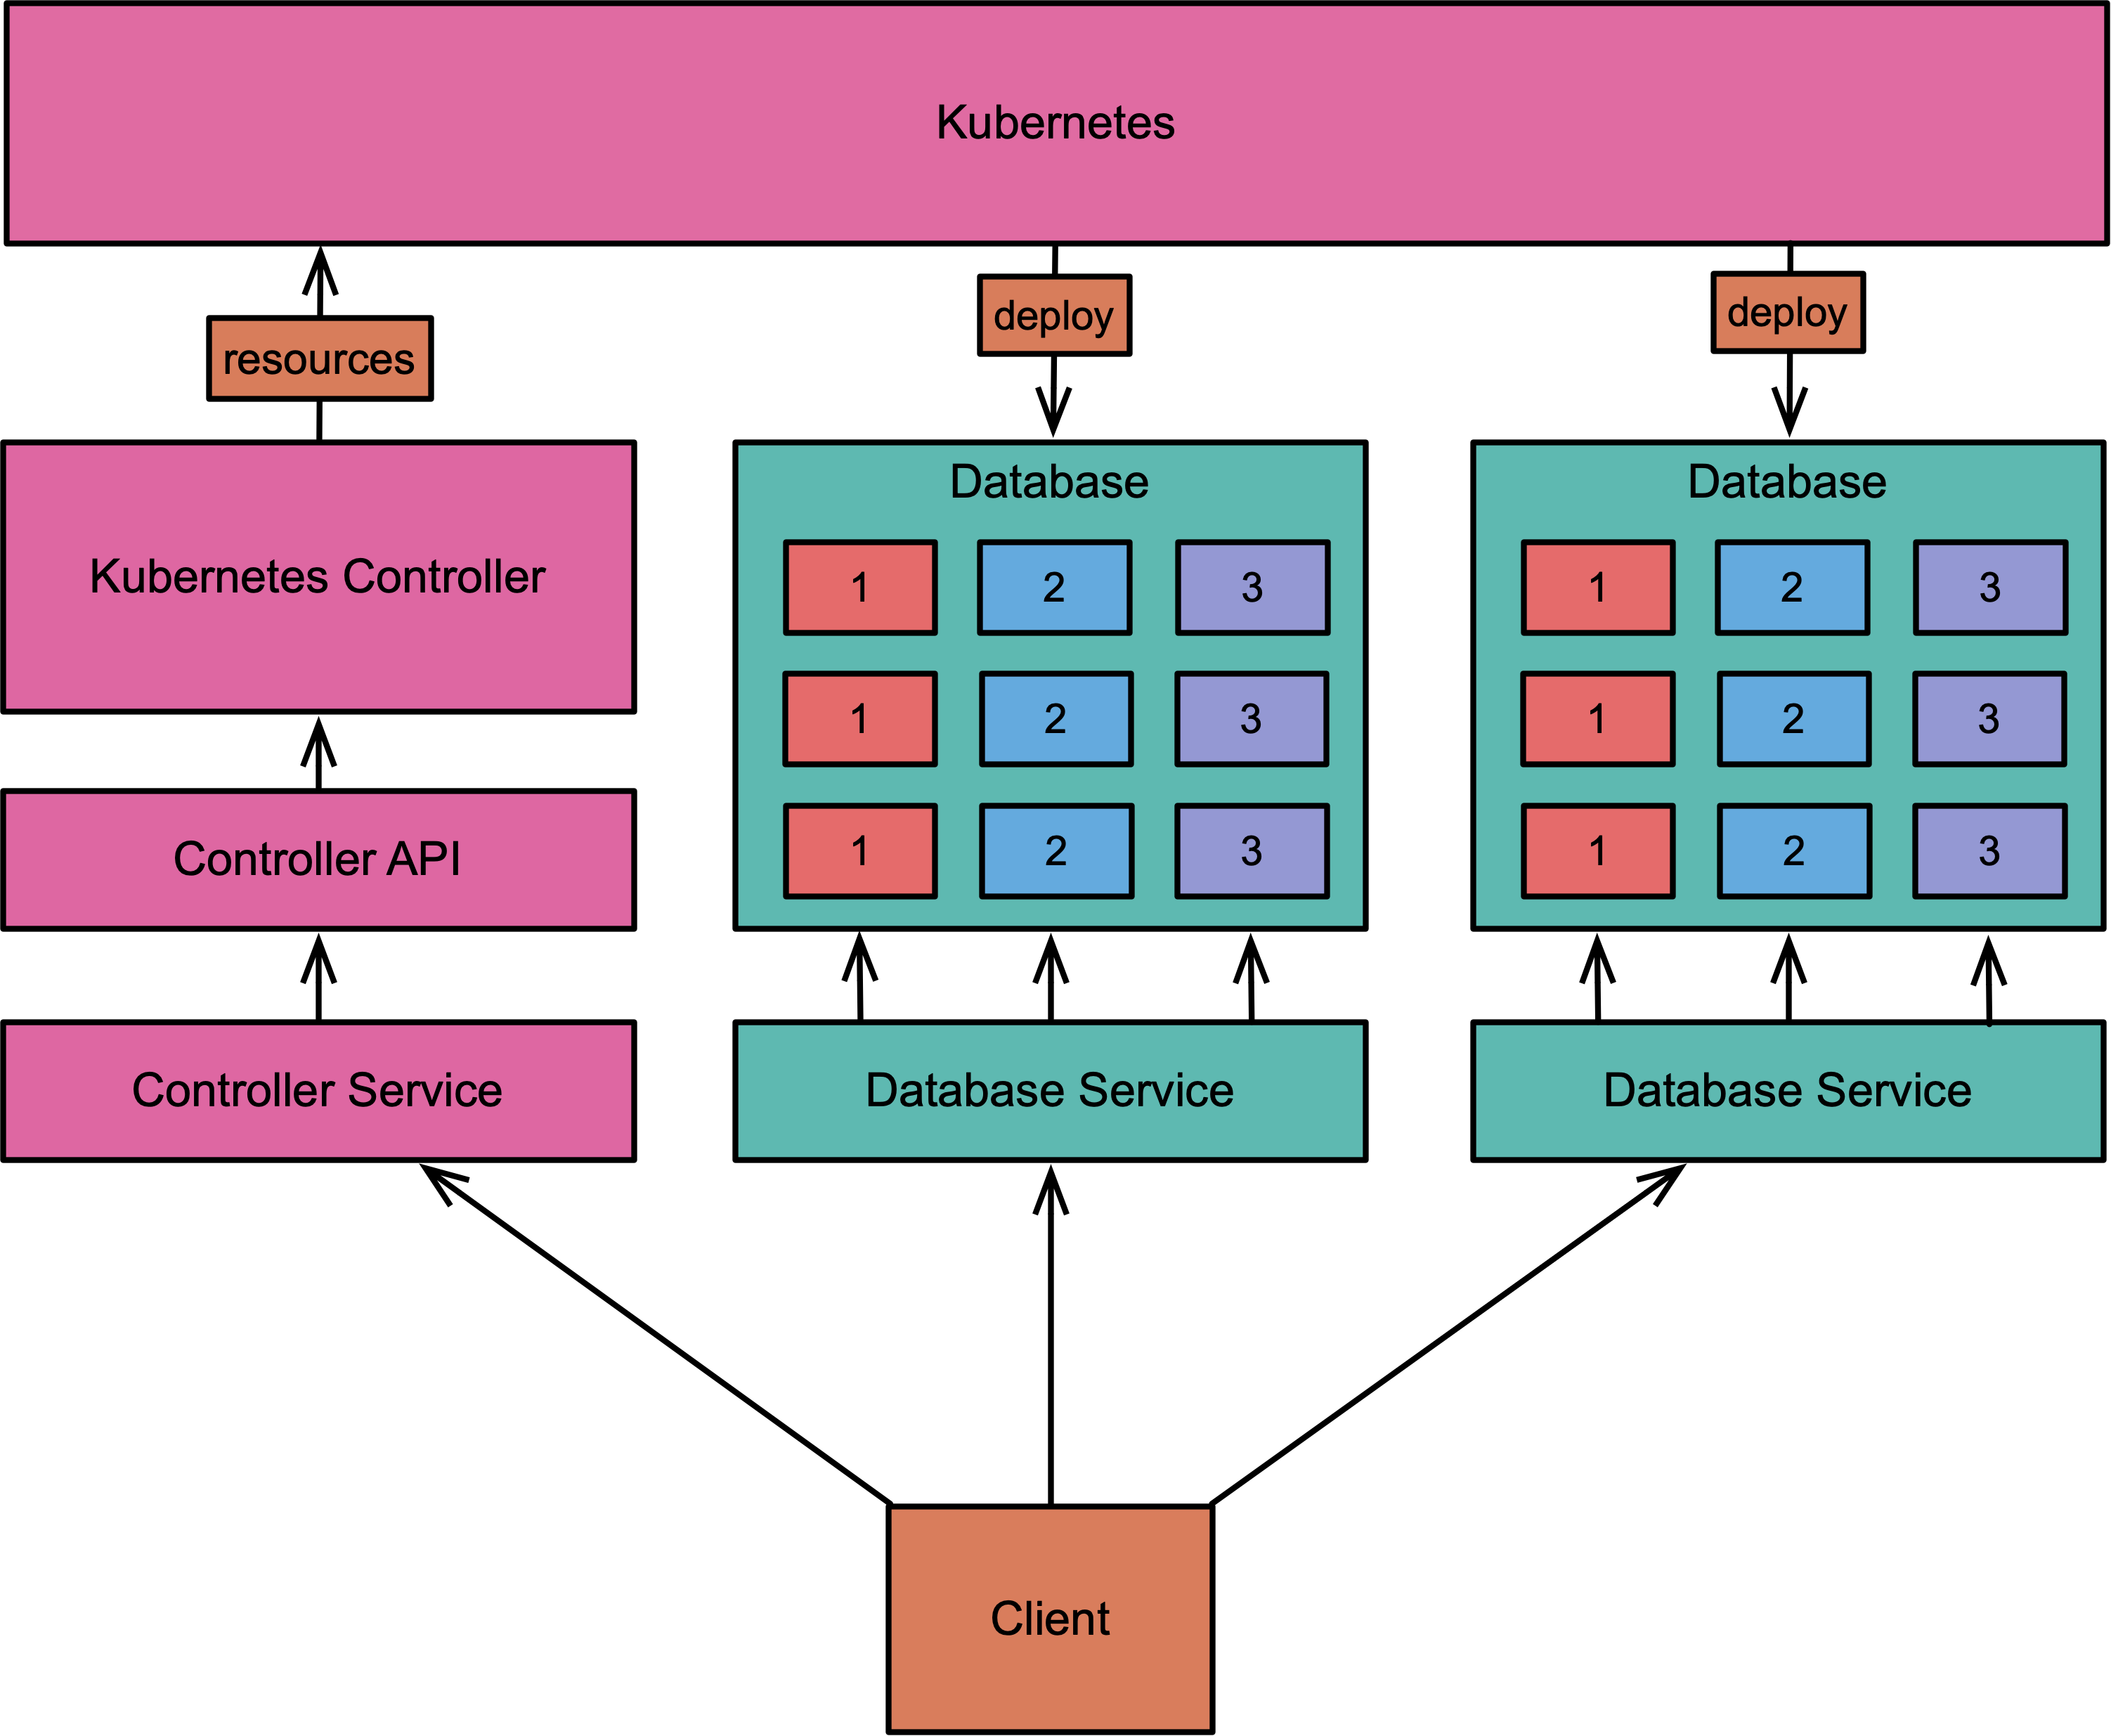 Kubernetes
resources
deploy
deploy
Kubernetes Controller
Controller API
Controller Service
Database
1 2 3
1 2 3
1 2 3
Database Service
Database
1 2 3
1 2 3
1 2 3
Database Service
Client